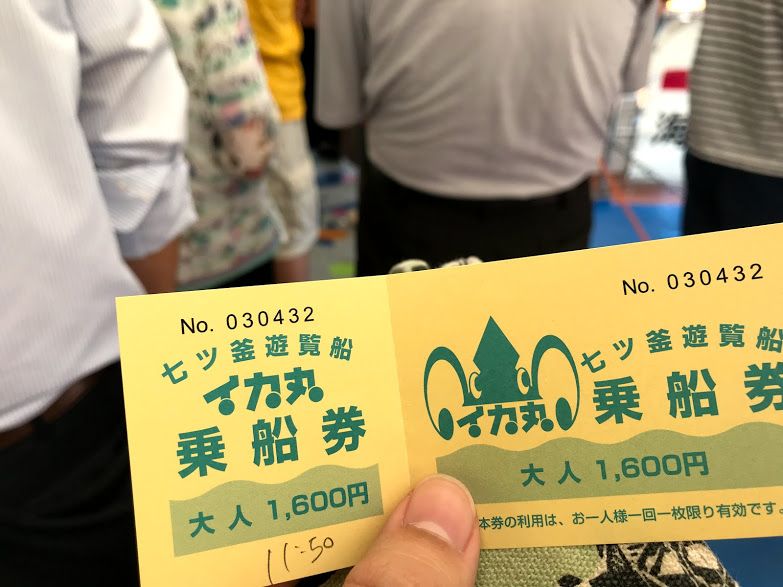 No. 030432
七ツ釜遊覧船
イカ丸
乗船券
大人 1,600円
11:50
No. 030432
七ツ釜遊覧船
イカ丸
乗船券
大人 1,600円
本券の利用は、お一人様一回一枚限り有効です。
海